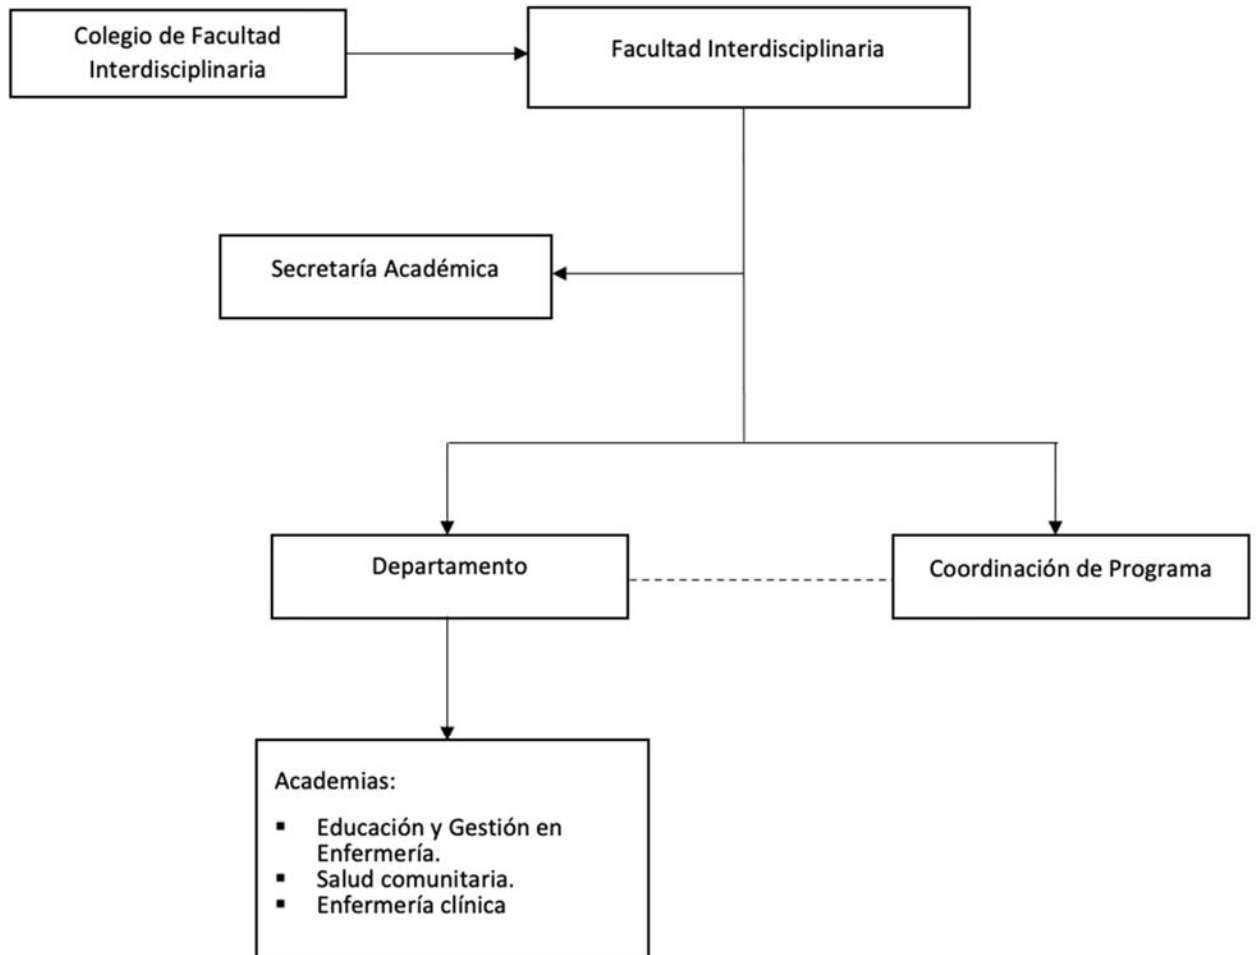 Colegio de Facultad
Interdisciplinaria
Facultad Interdisciplinaria
Secretaría Académica
Departamento
Coordinación de Programa
Academias:
▪ Educación y Gestión en
Enfermería.
▪ Salud comunitaria.
▪ Enfermería clínica